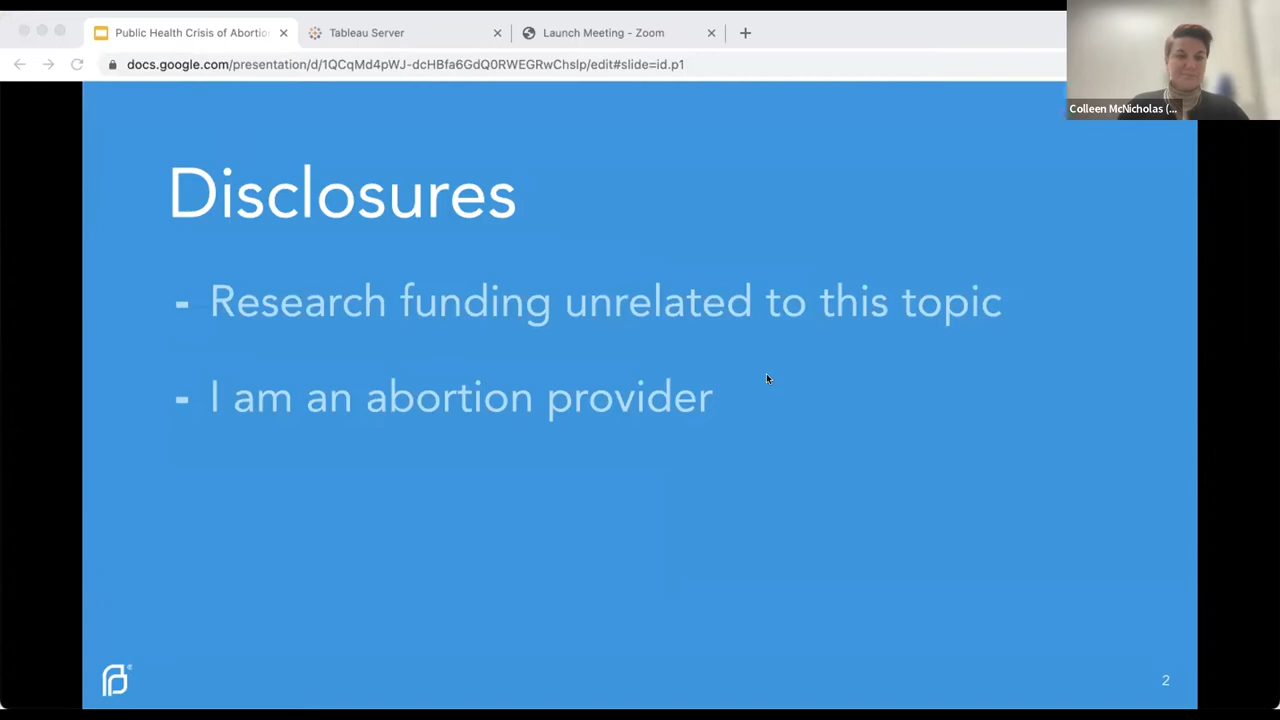 Public Health Crisis of Abortio
Tableau Server
Launch Meeting - Zoom
docs.google.com/presentation/d/1QCqMd4pWJ-dcHBfa6GdQ0RWEGRwChslp/edit#slide=id.p1
Colleen McNicholas (...
Disclosures
- Research funding unrelated to this topic
- I am an abortion provider
2